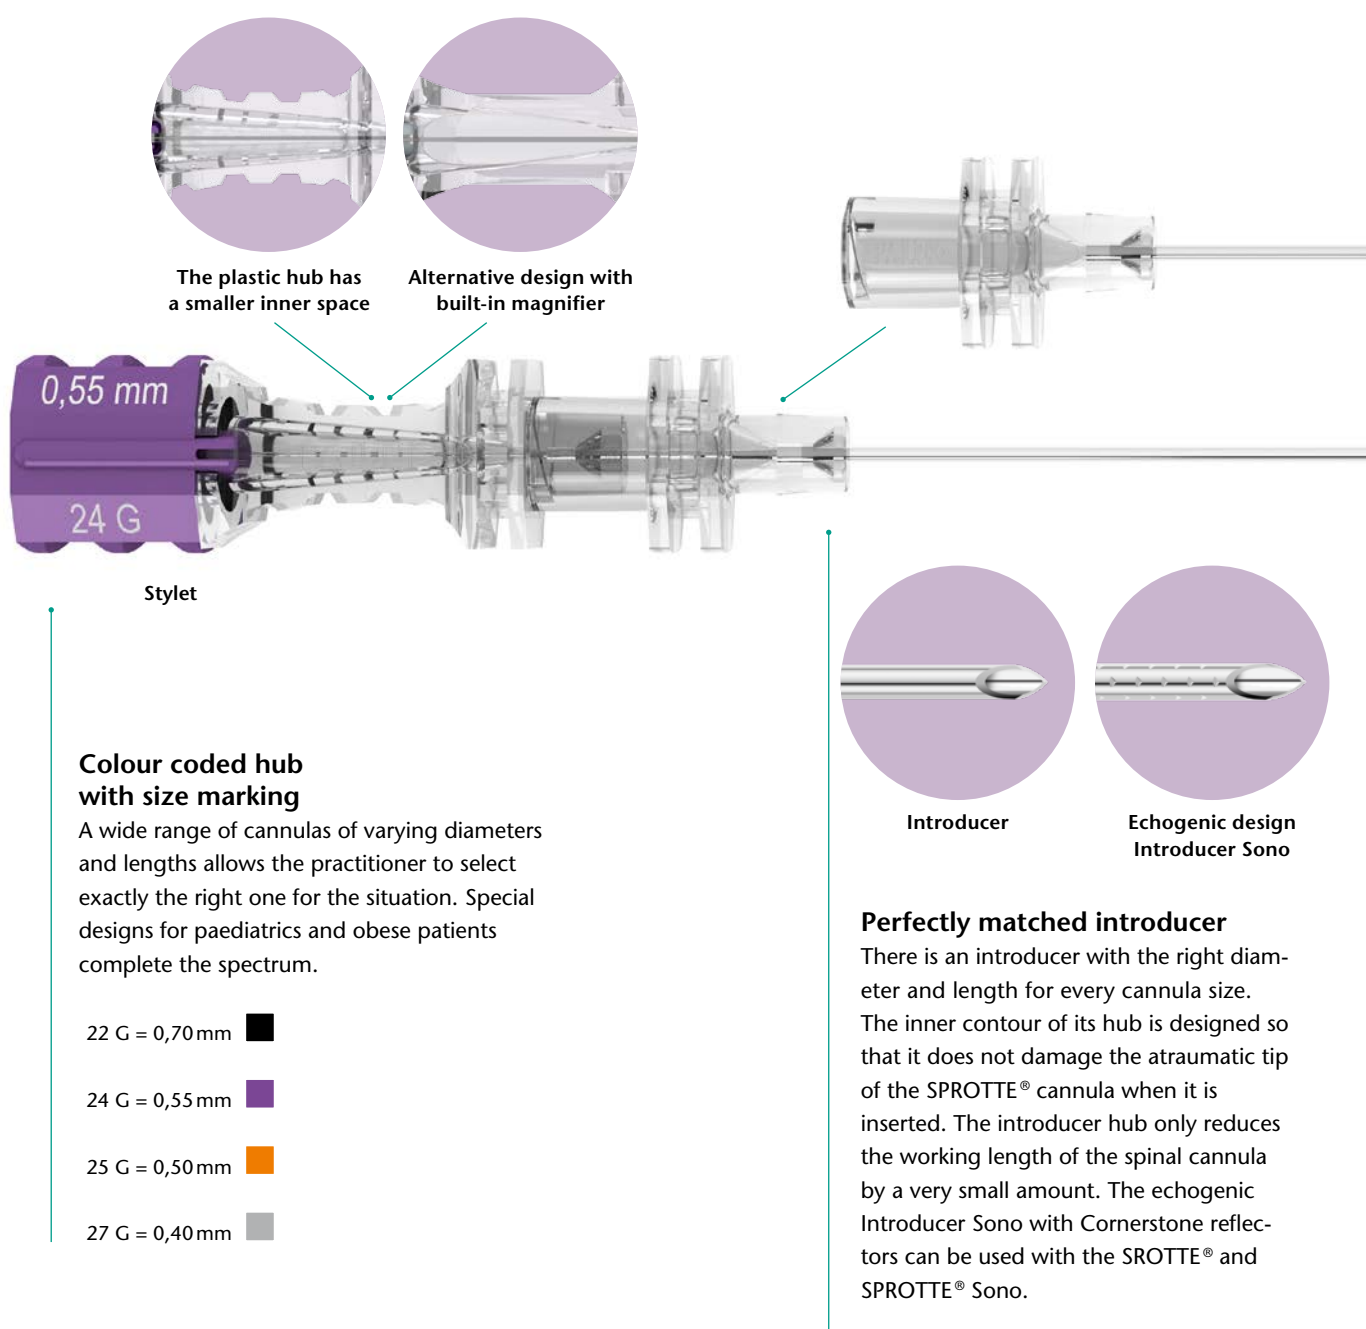 The plastic hub has
a smaller inner space
Alternative design with
built-in magnifier
0,55 mm
24 G
Stylet
Colour coded hub
with size marking
A wide range of cannulas of varying diameters
and lengths allows the practitioner to select
exactly the right one for the situation. Special
designs for paediatrics and obese patients
complete the spectrum.
22 G = 0,70 mm
24 G = 0,55 mm
25 G = 0,50 mm
27 G = 0,40 mm
Introducer
Echogenic design
Introducer Sono
Perfectly matched introducer
There is an introducer with the right diam-
eter and length for every cannula size.
The inner contour of its hub is designed so
that it does not damage the atraumatic tip
of the SPROTTE® cannula when it is
inserted. The introducer hub only reduces
the working length of the spinal cannula
by a very small amount. The echogenic
Introducer Sono with Cornerstone reflec-
tors can be used with the SROTTE® and
SPROTTE® Sono.